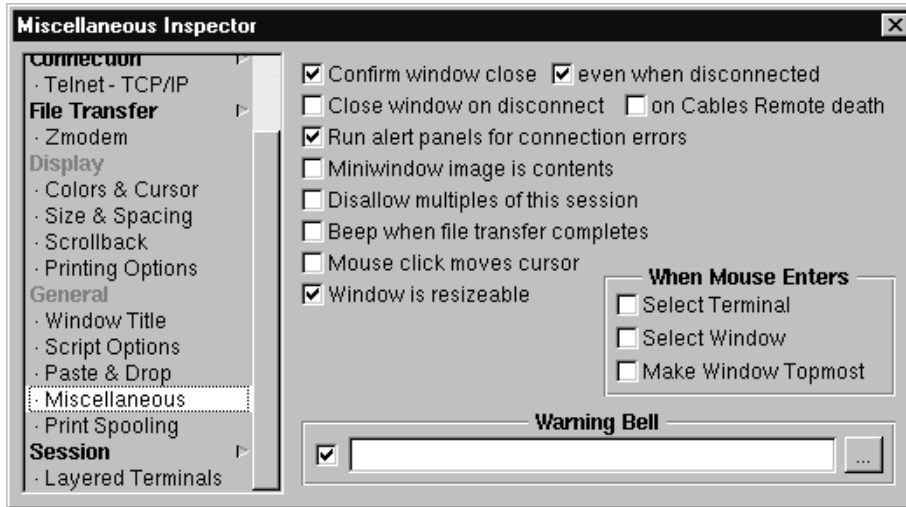 Miscellaneous Inspector
Connection
· Telnet - TCP/IP
File Transfer
· Zmodem
Display
· Colors & Cursor
· Size & Spacing
· Scrollback
· Printing Options
General
· Window Title
· Script Options
· Paste & Drop
· Miscellaneous
· Print Spooling
Session
· Layered Terminals
Confirm window close even when disconnected
Close window on disconnect on Cables Remote death
Run alert panels for connection errors
Miniwindow image is contents
Disallow multiples of this session
Beep when file transfer completes
Mouse click moves cursor
Window is resizeable
When Mouse Enters
Select Terminal
Select Window
Make Window Topmost
Warning Bell
...